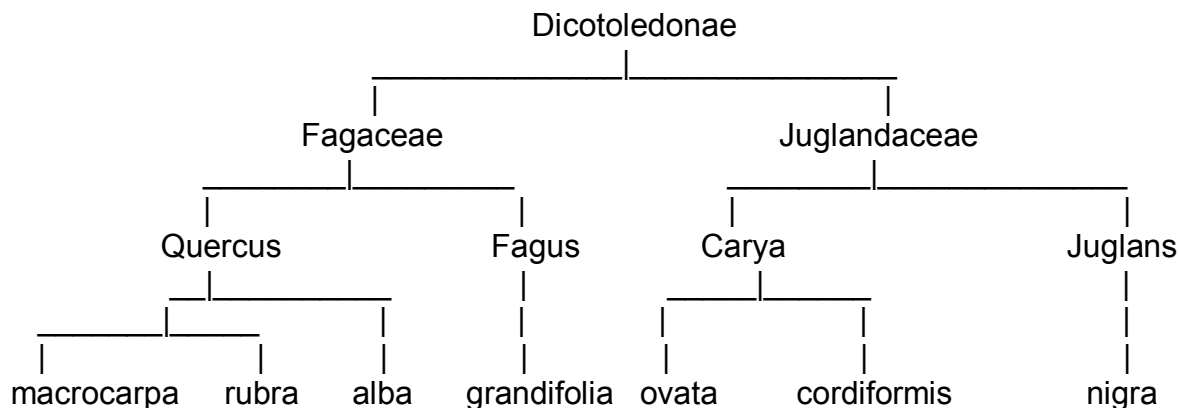 Dicotoledonae
Fagaceae Juglandaceae
Quercus Fagus Carya Juglans
macrocarpa rubra alba grandifolia ovata cordiformis nigra